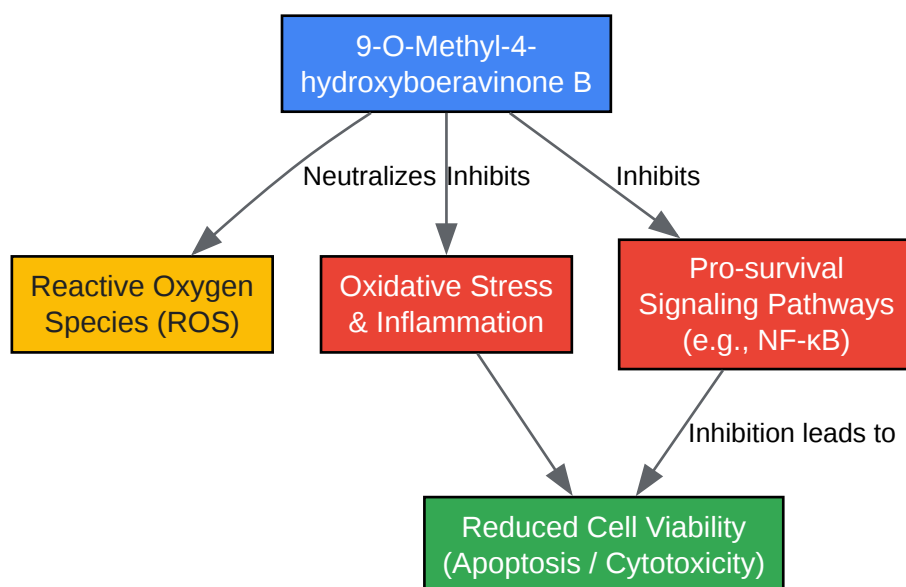 9-O-Methyl-4-
hydroxyboeravinone B
Neutralizes
Inhibits
Inhibits
Reactive Oxygen
Species (ROS)
Oxidative Stress
& Inflammation
Pro-survival
Signaling Pathways
(e.g., NF-κB)
Inhibition leads to
Reduced Cell Viability
(Apoptosis / Cytotoxicity)